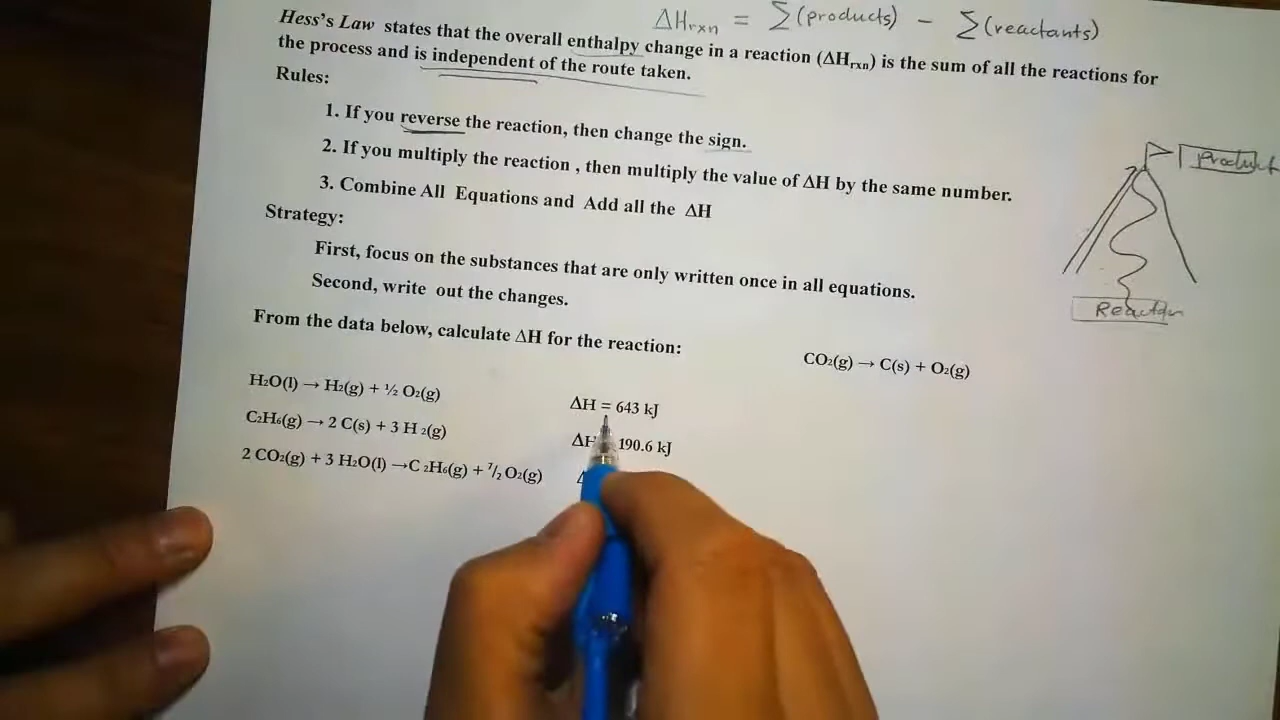 ΔHrxn = Σ(products) − Σ(reactants)
Hess's Law states that the overall enthalpy change in a reaction (ΔHrxn) is the sum of all the reactions for
the process and is independent of the route taken.
Rules:
1. If you reverse the reaction, then change the sign.
2. If you multiply the reaction , then multiply the value of ΔH by the same number.
3. Combine All Equations and Add all the ΔH
Product
Strategy:
First, focus on the substances that are only written once in all equations.
Second, write out the changes.
From the data below, calculate ΔH for the reaction:
CO₂(g) → C(s) + O₂(g)
H₂O(l) → H₂(g) + ½ O₂(g) ΔH = 643 kJ
C₂H₆(g) → 2 C(s) + 3 H ₂(g) ΔH 190.6 kJ
2 CO₂(g) + 3 H₂O(l) →C ₂H₆(g) + ⁷/₂ O₂(g)